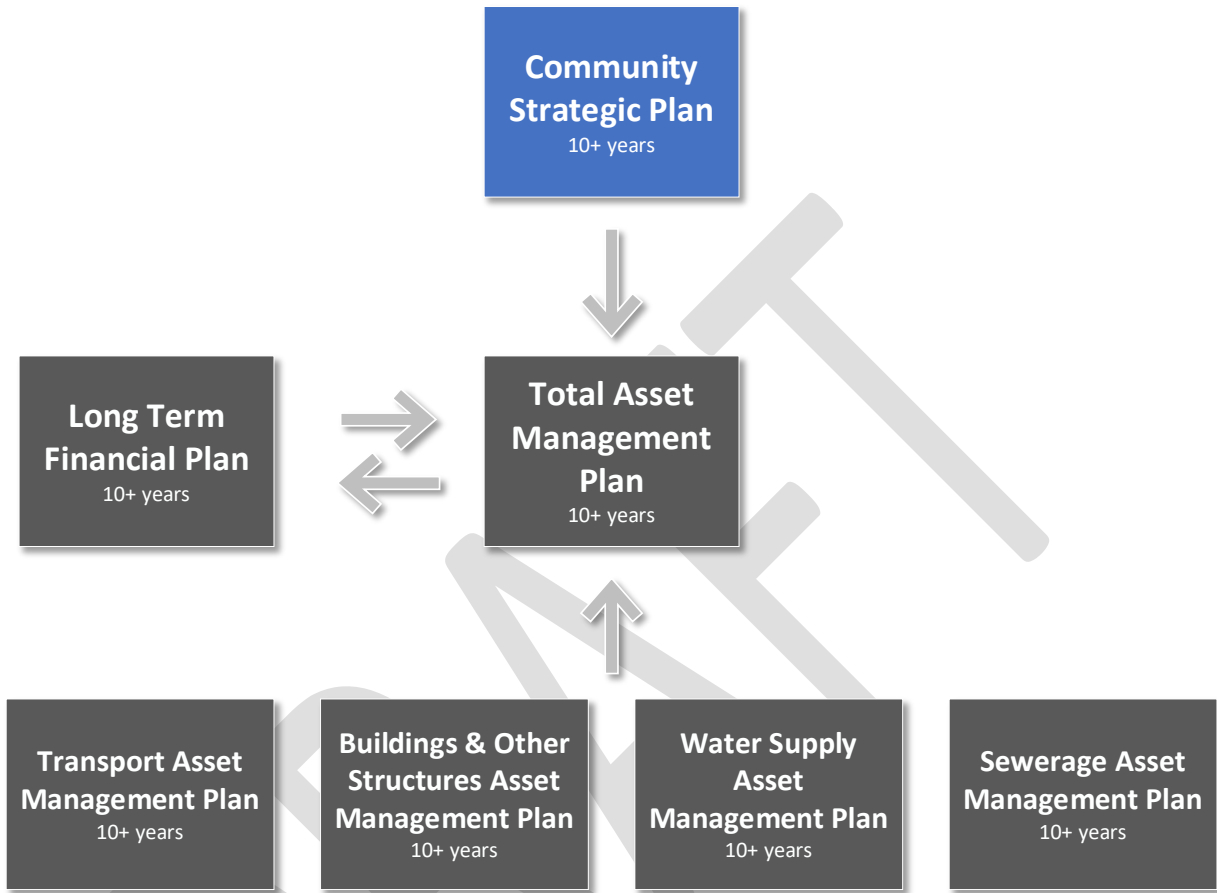 Community
Strategic Plan
10+ years
Long Term
Financial Plan
10+ years
Total Asset
Management
Plan
10+ years
Transport Asset
Management Plan
10+ years
Buildings & Other
Structures Asset
Management Plan
10+ years
Water Supply
Asset
Management Plan
10+ years
Sewerage Asset
Management Plan
10+ years
DRAFT